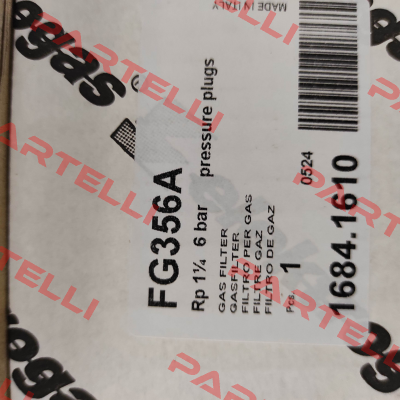 MADE IN ITALY
FG356A
Rp 1¼ 6 bar pressure plugs
GAS FILTER
GASFILTER
FILTRO PER GAS
FILTRE GAZ
FILTRO DE GAZ
Pcs. 1
0524
1684.1610
PARTELLI
PARTELLI
PARTELLI
PARTELLI